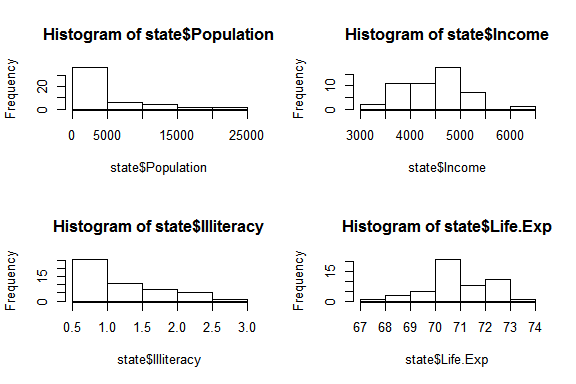 Histogram of state$Population
Frequency
0 20
0 5000 15000 25000
state$Population
Histogram of state$Income
Frequency
0 10
3000 4000 5000 6000
state$Income
Histogram of state$Illiteracy
Frequency
0 15
0.5 1.0 1.5 2.0 2.5 3.0
state$Illiteracy
Histogram of state$Life.Exp
Frequency
0 15
67 68 69 70 71 72 73 74
state$Life.Exp